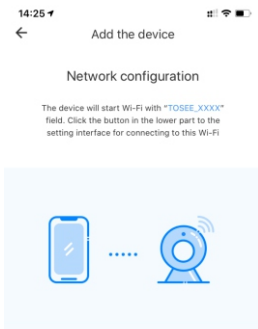 14:25
Add the device
Network configuration
The device will start Wi-Fi with "TOSEE_XXXX"
field. Click the button in the lower part to the
setting interface for connecting to this Wi-Fi